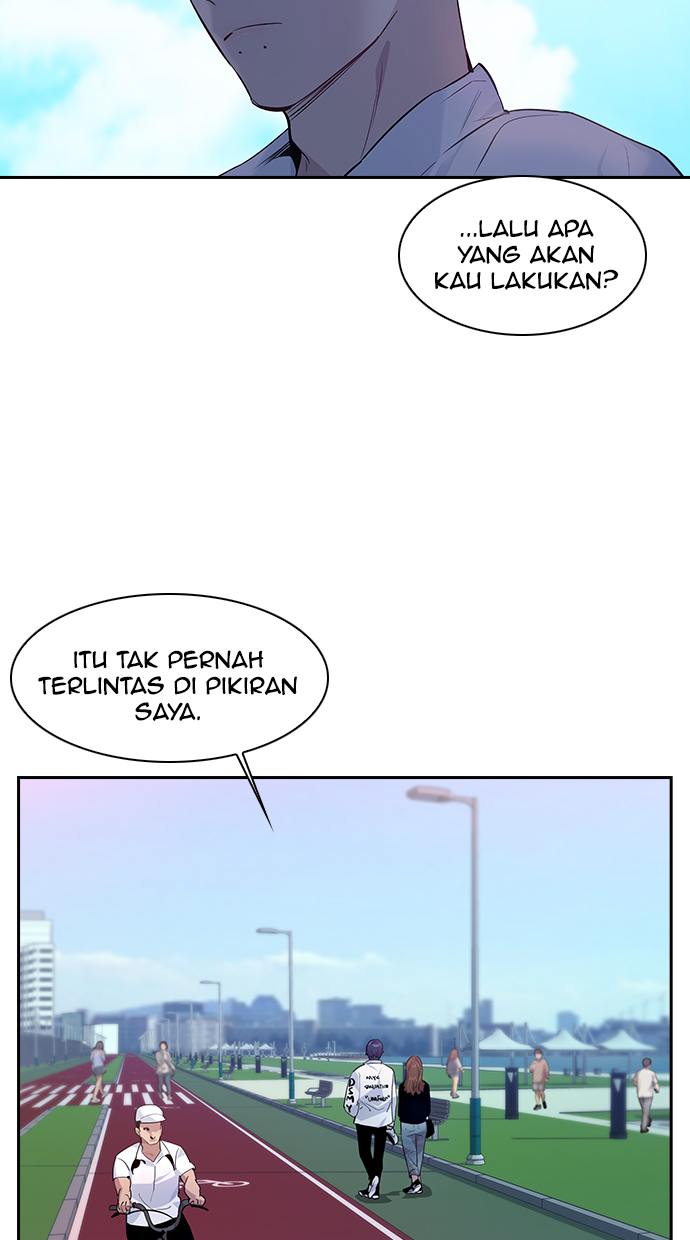 ...LALU APA
YANG AKAN
KAU LAKUKAN?
ITU TAK PERNAH
TERLINTAS DI PIKIRAN
SAYA.